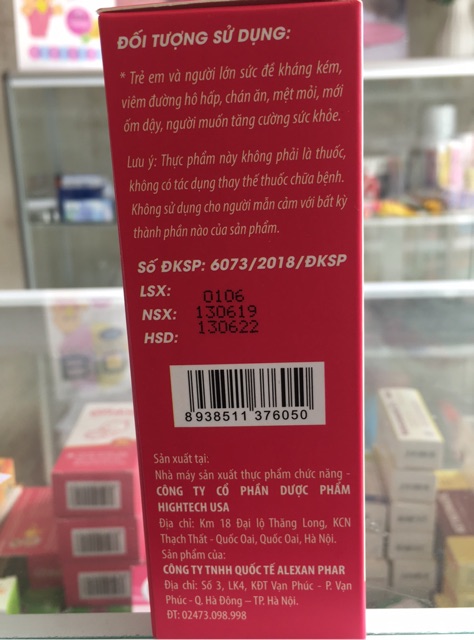 ĐỐI TƯỢNG SỬ DỤNG:
* Trẻ em và người lớn sức đề kháng kém,
viêm đường hô hấp, chán ăn, mệt mỏi, mới
ốm dậy, người muốn tăng cường sức khỏe.
Lưu ý: Thực phẩm này không phải là thuốc,
không có tác dụng thay thế thuốc chữa bệnh.
Không sử dụng cho người mẫn cảm với bất kỳ
thành phần nào của sản phẩm.
Số ĐKSP: 6073/2018/ĐKSP
LSX: 0106
NSX: 130619
HSD: 130622
8 938511 376050
Sản xuất tại:
Nhà máy sản xuất thực phẩm chức năng -
CÔNG TY CỔ PHẦN DƯỢC PHẨM
HIGHTECH USA
Địa chỉ: Km 18 Đại lộ Thăng Long, KCN
Thạch Thất - Quốc Oai, Quốc Oai, Hà Nội.
Sản phẩm của:
CÔNG TY TNHH QUỐC TẾ ALEXAN PHAR
Địa chỉ: Số 3, LK4, KĐT Vạn Phúc - P. Vạn
Phúc - Q. Hà Đông – TP. Hà Nội.
ĐT: 02473.098.998